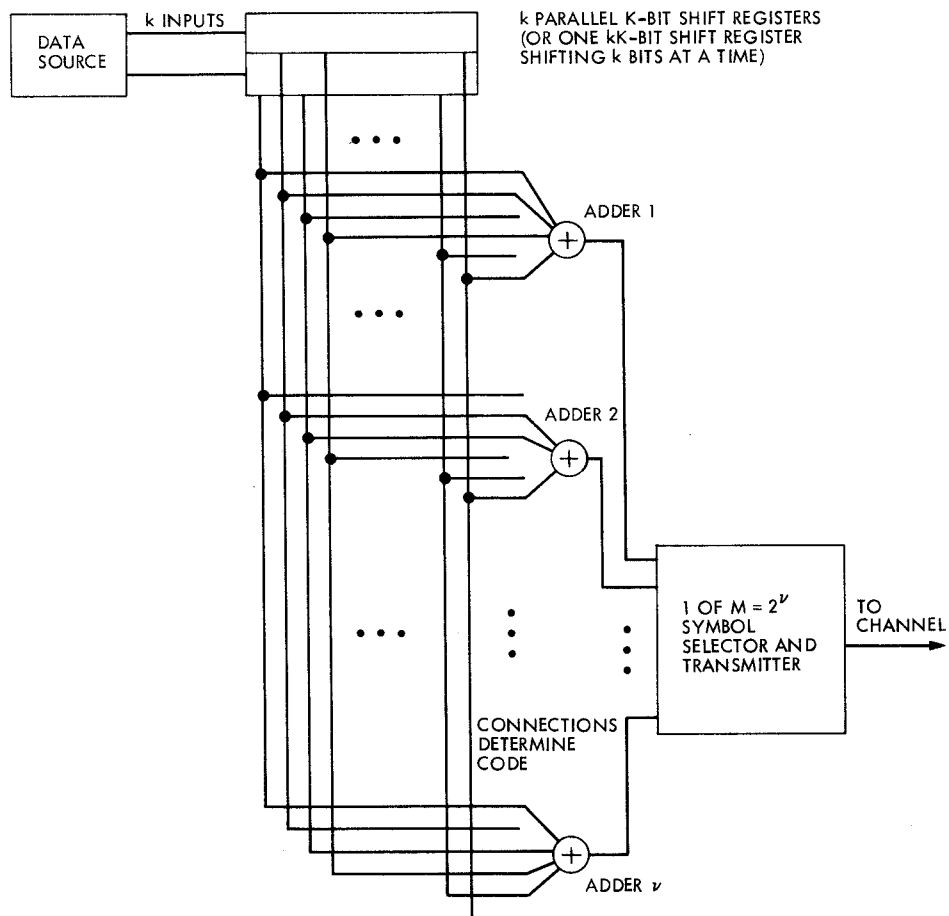 k INPUTS
DATA
SOURCE
k PARALLEL K-BIT SHIFT REGISTERS
(OR ONE kK-BIT SHIFT REGISTER
SHIFTING k BITS AT A TIME)
ADDER 1
ADDER 2
1 OF M = 2^ν
SYMBOL
SELECTOR AND
TRANSMITTER
TO
CHANNEL
CONNECTIONS
DETERMINE
CODE
ADDER ν